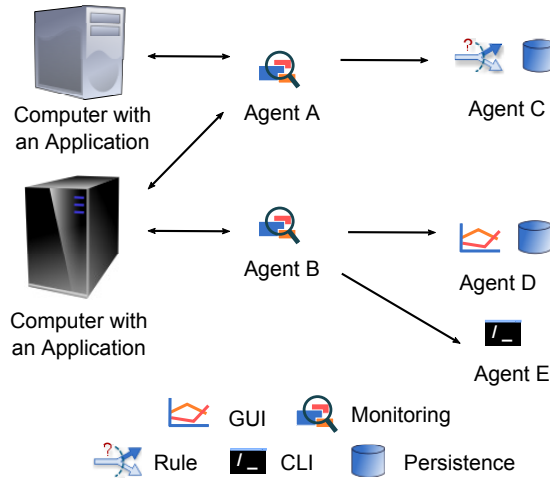 Computer with
an Application
Agent A
Agent C
Computer with
an Application
Agent B
Agent D
Agent E
GUI
Monitoring
Rule
CLI
Persistence